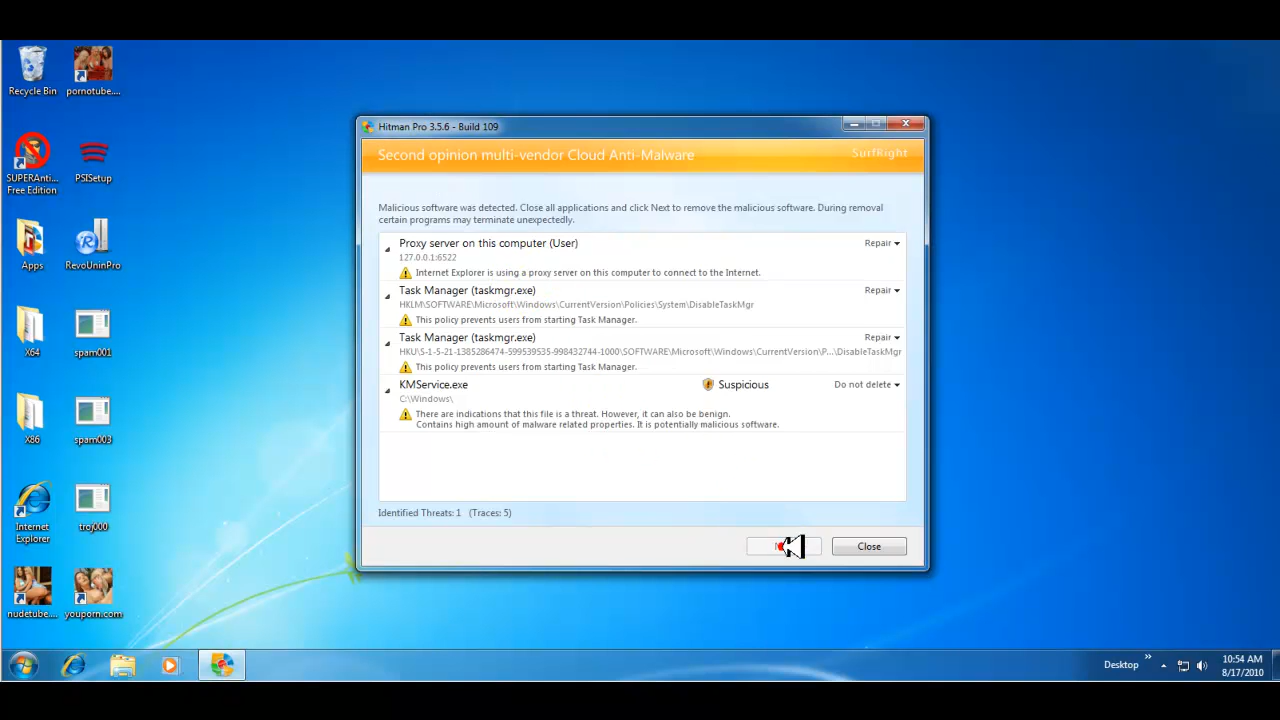 Recycle Bin
pornotube....
SUPERAnti...
Free Edition
PSISetup
Apps
RevoUninPro
X64
spam001
X86
spam003
Internet
Explorer
troj000
nudetube....
youporn.com
Hitman Pro 3.5.6 - Build 109
Second opinion multi-vendor Cloud Anti-Malware
SurfRight
Malicious software was detected. Close all applications and click Next to remove the malicious software. During removal
certain programs may terminate unexpectedly.
Proxy server on this computer (User) Repair
127.0.0.1:6522
Internet Explorer is using a proxy server on this computer to connect to the Internet.
Task Manager (taskmgr.exe) Repair
HKLM\SOFTWARE\Microsoft\Windows\CurrentVersion\Policies\System\DisableTaskMgr
This policy prevents users from starting Task Manager.
Task Manager (taskmgr.exe) Repair
HKU\S-1-5-21-1385286474-599539535-998432744-1000\SOFTWARE\Microsoft\Windows\CurrentVersion\P...\DisableTaskMgr
This policy prevents users from starting Task Manager.
KMService.exe Suspicious Do not delete
C:\Windows\
There are indications that this file is a threat. However, it can also be benign.
Contains high amount of malware related properties. It is potentially malicious software.
Identified Threats: 1 (Traces: 5)
Close
Desktop
10:54 AM
8/17/2010